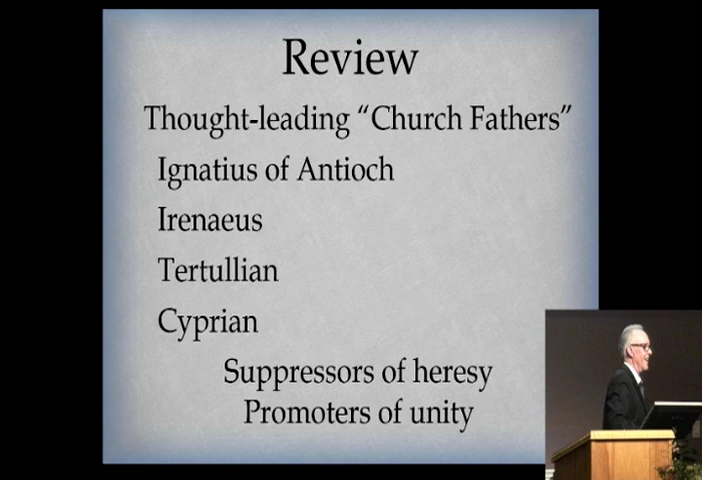 Review
Thought-leading “Church Fathers”
Ignatius of Antioch
Irenaeus
Tertullian
Cyprian
Suppressors of heresy
Promoters of unity